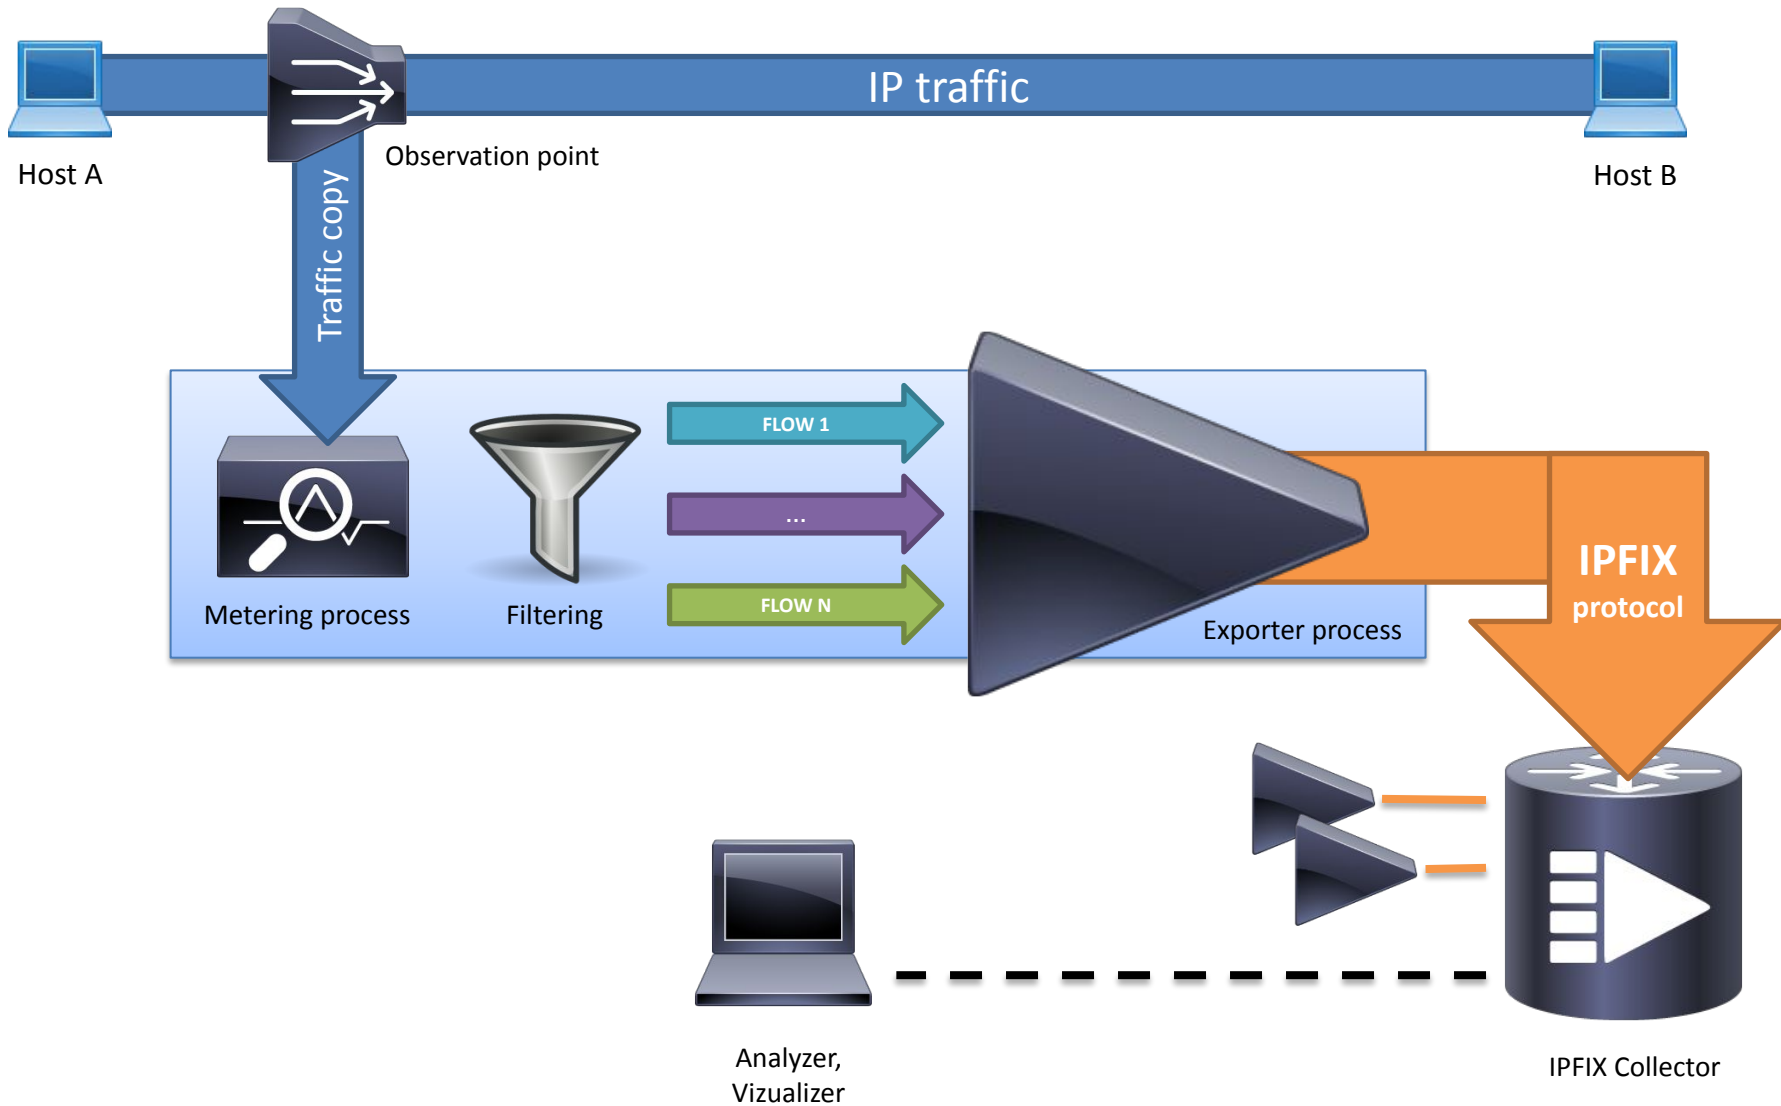 IP traffic
Observation point
Host A
Host B
Traffic copy
FLOW 1
...
FLOW N
Metering process
Filtering
Exporter process
IPFIX
protocol
Analyzer,
Vizualizer
IPFIX Collector